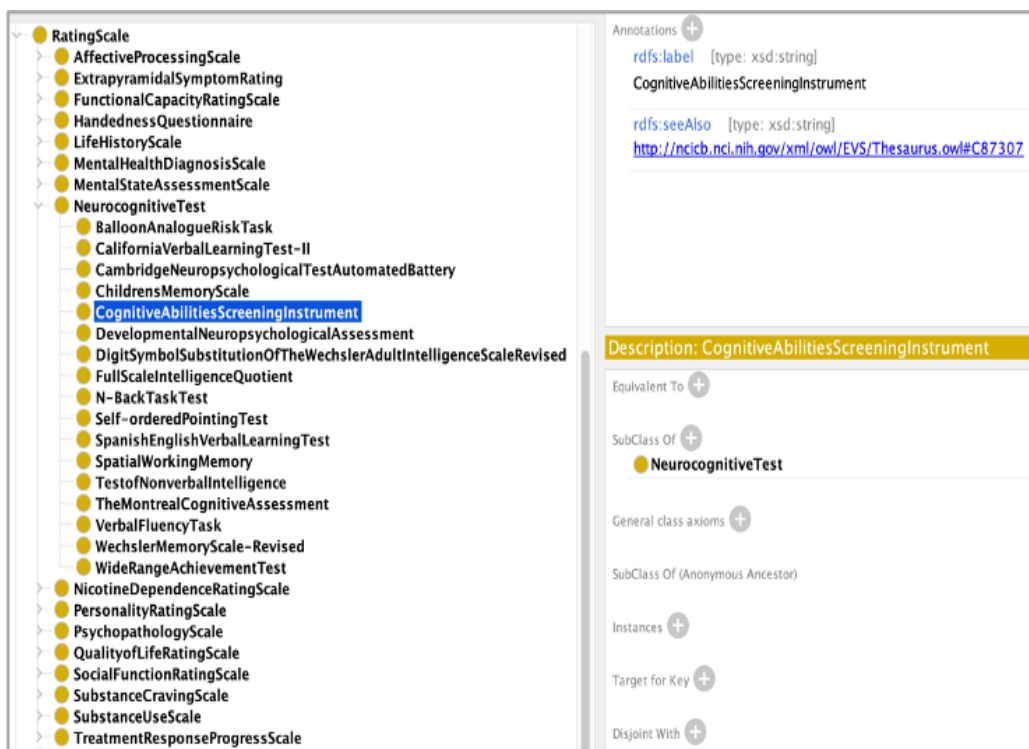 RatingScale
AffectiveProcessingScale
ExtrapyramidalSymptomRating
FunctionalCapacityRatingScale
HandednessQuestionnaire
LifeHistoryScale
MentalHealthDiagnosisScale
MentalStateAssessmentScale
NeurocognitiveTest
BalloonAnalogueRiskTask
CaliforniaVerbalLearningTest-II
CambridgeNeuropsychologicalTestAutomatedBattery
ChildrensMemoryScale
CognitiveAbilitiesScreeningInstrument
DevelopmentalNeuropsychologicalAssessment
DigitSymbolSubstitutionOfTheWechslerAdultIntelligenceScaleRevised
FullScaleIntelligenceQuotient
N-BackTaskTest
Self-orderedPointingTest
SpanishEnglishVerbalLearningTest
SpatialWorkingMemory
TestofNonverbalIntelligence
TheMontrealCognitiveAssessment
VerbalFluencyTask
WechslerMemoryScale-Revised
WideRangeAchievementTest
NicotineDependenceRatingScale
PersonalityRatingScale
PsychopathologyScale
QualityofLifeRatingScale
SocialFunctionRatingScale
SubstanceCravingScale
SubstanceUseScale
TreatmentResponseProgressScale
Annotations
rdfs:label [type: xsd:string]
CognitiveAbilitiesScreeningInstrument
rdfs:seeAlso [type: xsd:string]
http://ncicb.nci.nih.gov/xml/owl/EVS/Thesaurus.owl#C87307
Description: CognitiveAbilitiesScreeningInstrument
Equivalent To
SubClass Of
NeurocognitiveTest
General class axioms
SubClass Of (Anonymous Ancestor)
Instances
Target for Key
Disjoint With